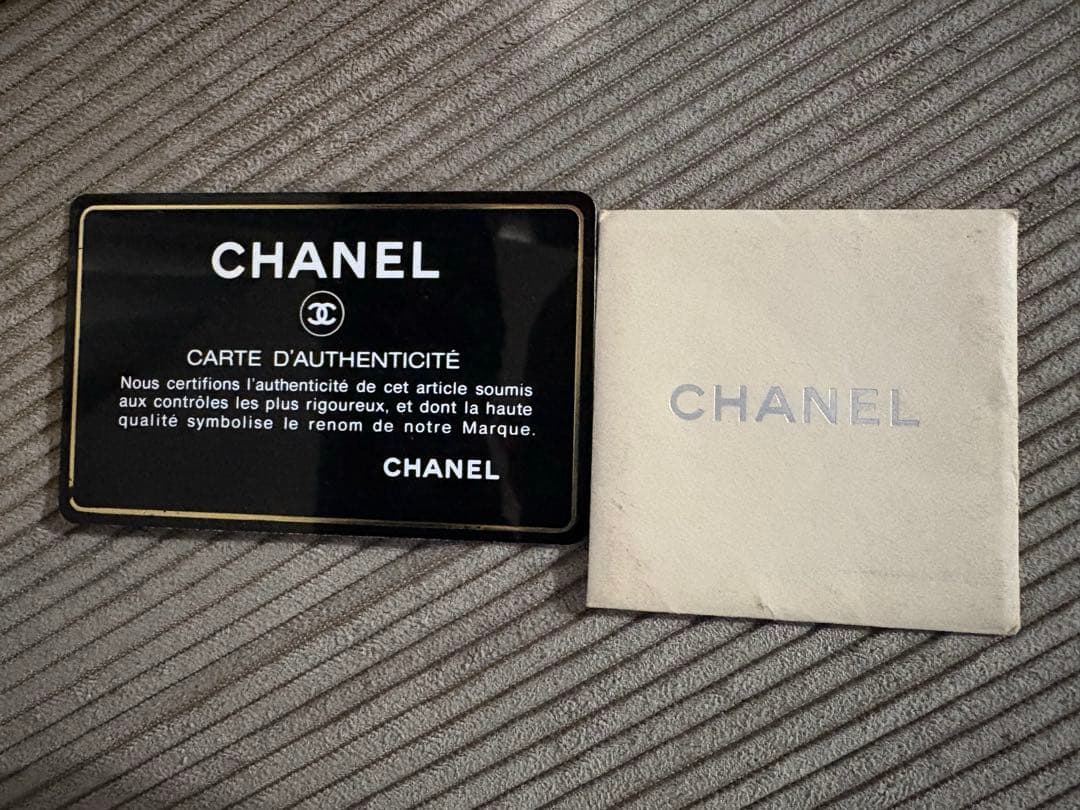 CHANEL
CARTE D'AUTHENTICITÉ
Nous certifions l'authenticité de cet article soumis
aux contrôles les plus rigoureux, et dont la haute
qualité symbolise le renom de notre Marque.
CHANEL
CHANEL